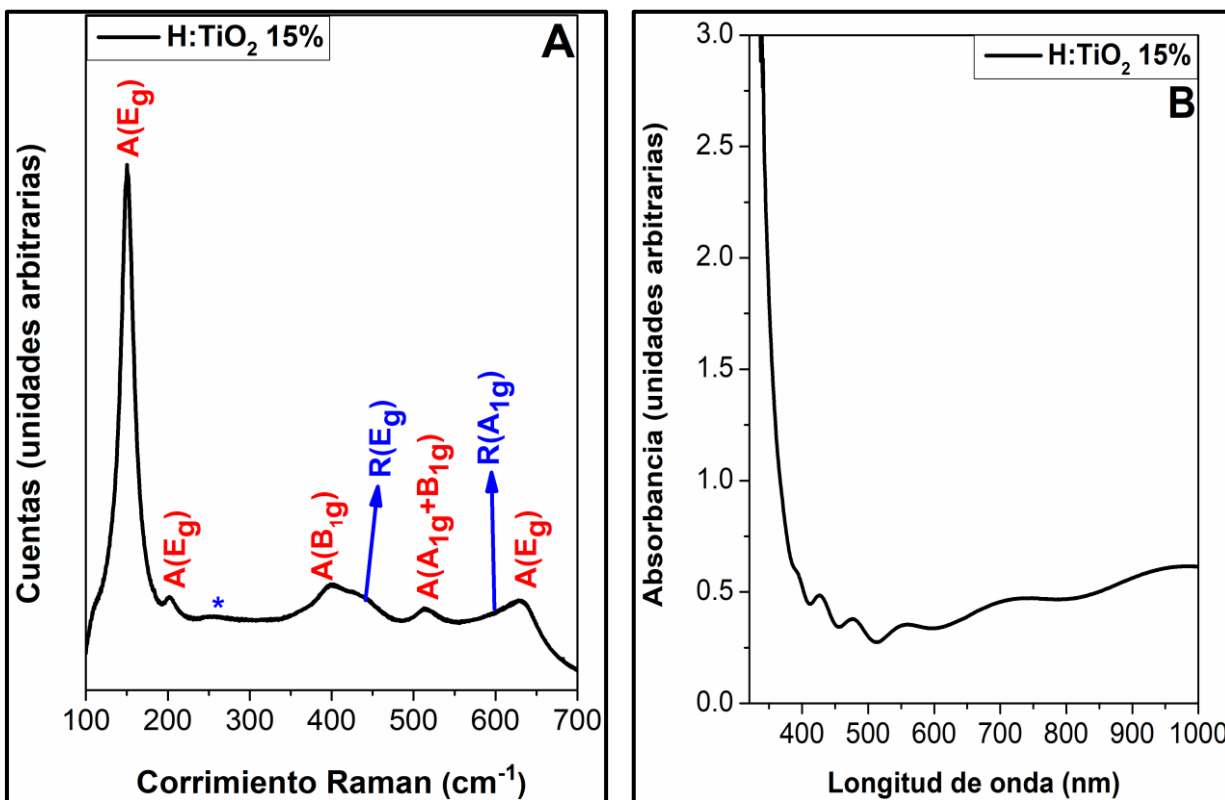 H:TiO₂ 15%
A
A(Eg)
A(Eg)
*
A(B₁g)
R(Eg)
A(A₁g+B₁g)
R(A₁g)
A(Eg)
Cuentas (unidades arbitrarias)
100 200 300 400 500 600 700
Corrimiento Raman (cm⁻¹)
H:TiO₂ 15%
B
Absorbancia (unidades arbitrarias)
3.0
2.5
2.0
1.5
1.0
0.5
0.0
400 500 600 700 800 900 1000
Longitud de onda (nm)